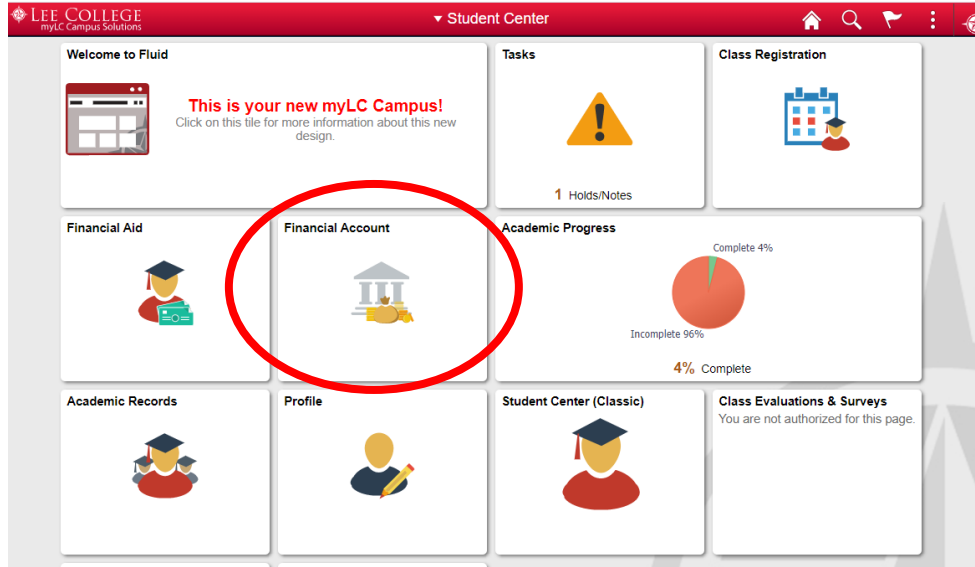 LEE COLLEGE
myLC Campus Solutions
▾ Student Center
Welcome to Fluid
This is your new myLC Campus!
Click on this tile for more information about this new
design.
Tasks
1 Holds/Notes
Class Registration
Financial Aid
Financial Account
Academic Progress
Complete 4%
Incomplete 96%
4% Complete
Academic Records
Profile
Student Center (Classic)
Class Evaluations & Surveys
You are not authorized for this page.